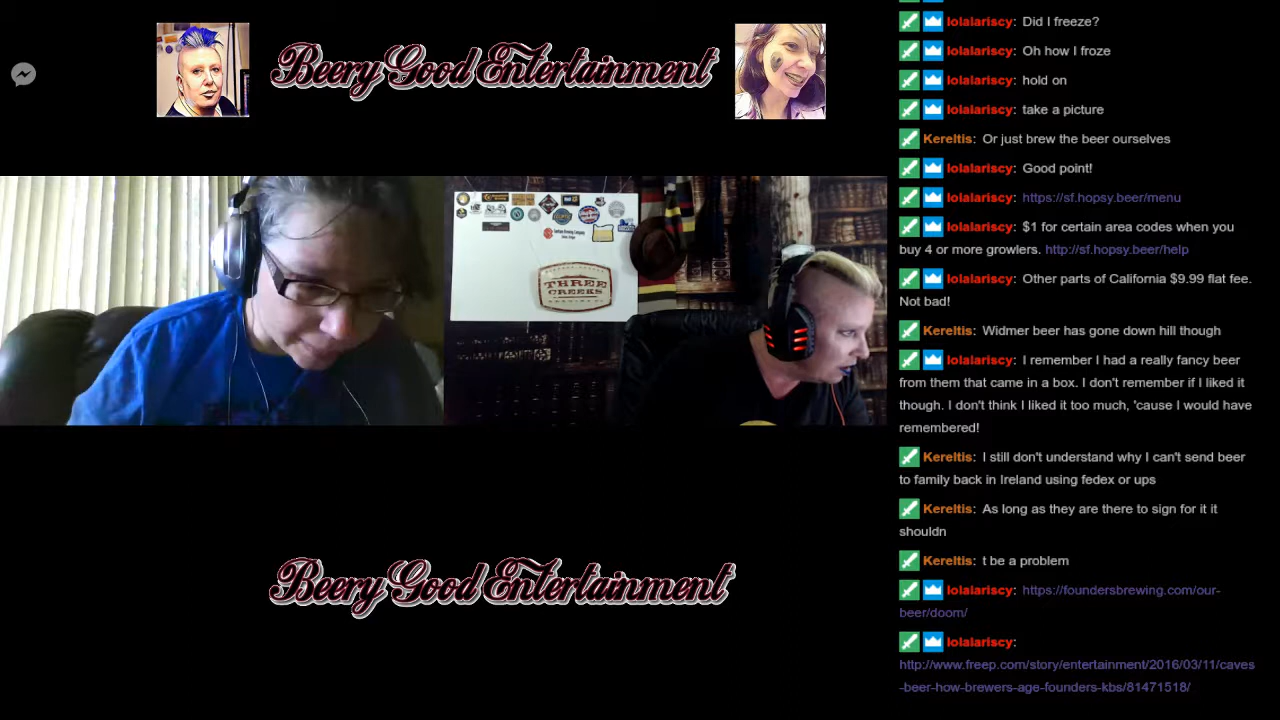 Beery Good Entertainment
THREE
CREEKS
Beery Good Entertainment
lolalariscy: Did I freeze?
lolalariscy: Oh how I froze
lolalariscy: hold on
lolalariscy: take a picture
Kereltis: Or just brew the beer ourselves
lolalariscy: Good point!
lolalariscy: https://sf.hopsy.beer/menu
lolalariscy: $1 for certain area codes when you
buy 4 or more growlers. http://sf.hopsy.beer/help
lolalariscy: Other parts of California $9.99 flat fee.
Not bad!
Kereltis: Widmer beer has gone down hill though
lolalariscy: I remember I had a really fancy beer
from them that came in a box. I don't remember if I liked it
though. I don't think I liked it too much, 'cause I would have
remembered!
Kereltis: I still don't understand why I can't send beer
to family back in Ireland using fedex or ups
Kereltis: As long as they are there to sign for it it
shouldn
Kereltis: t be a problem
lolalariscy: https://foundersbrewing.com/our-
beer/doom/
lolalariscy:
http://www.freep.com/story/entertainment/2016/03/11/caves
-beer-how-brewers-age-founders-kbs/81471518/